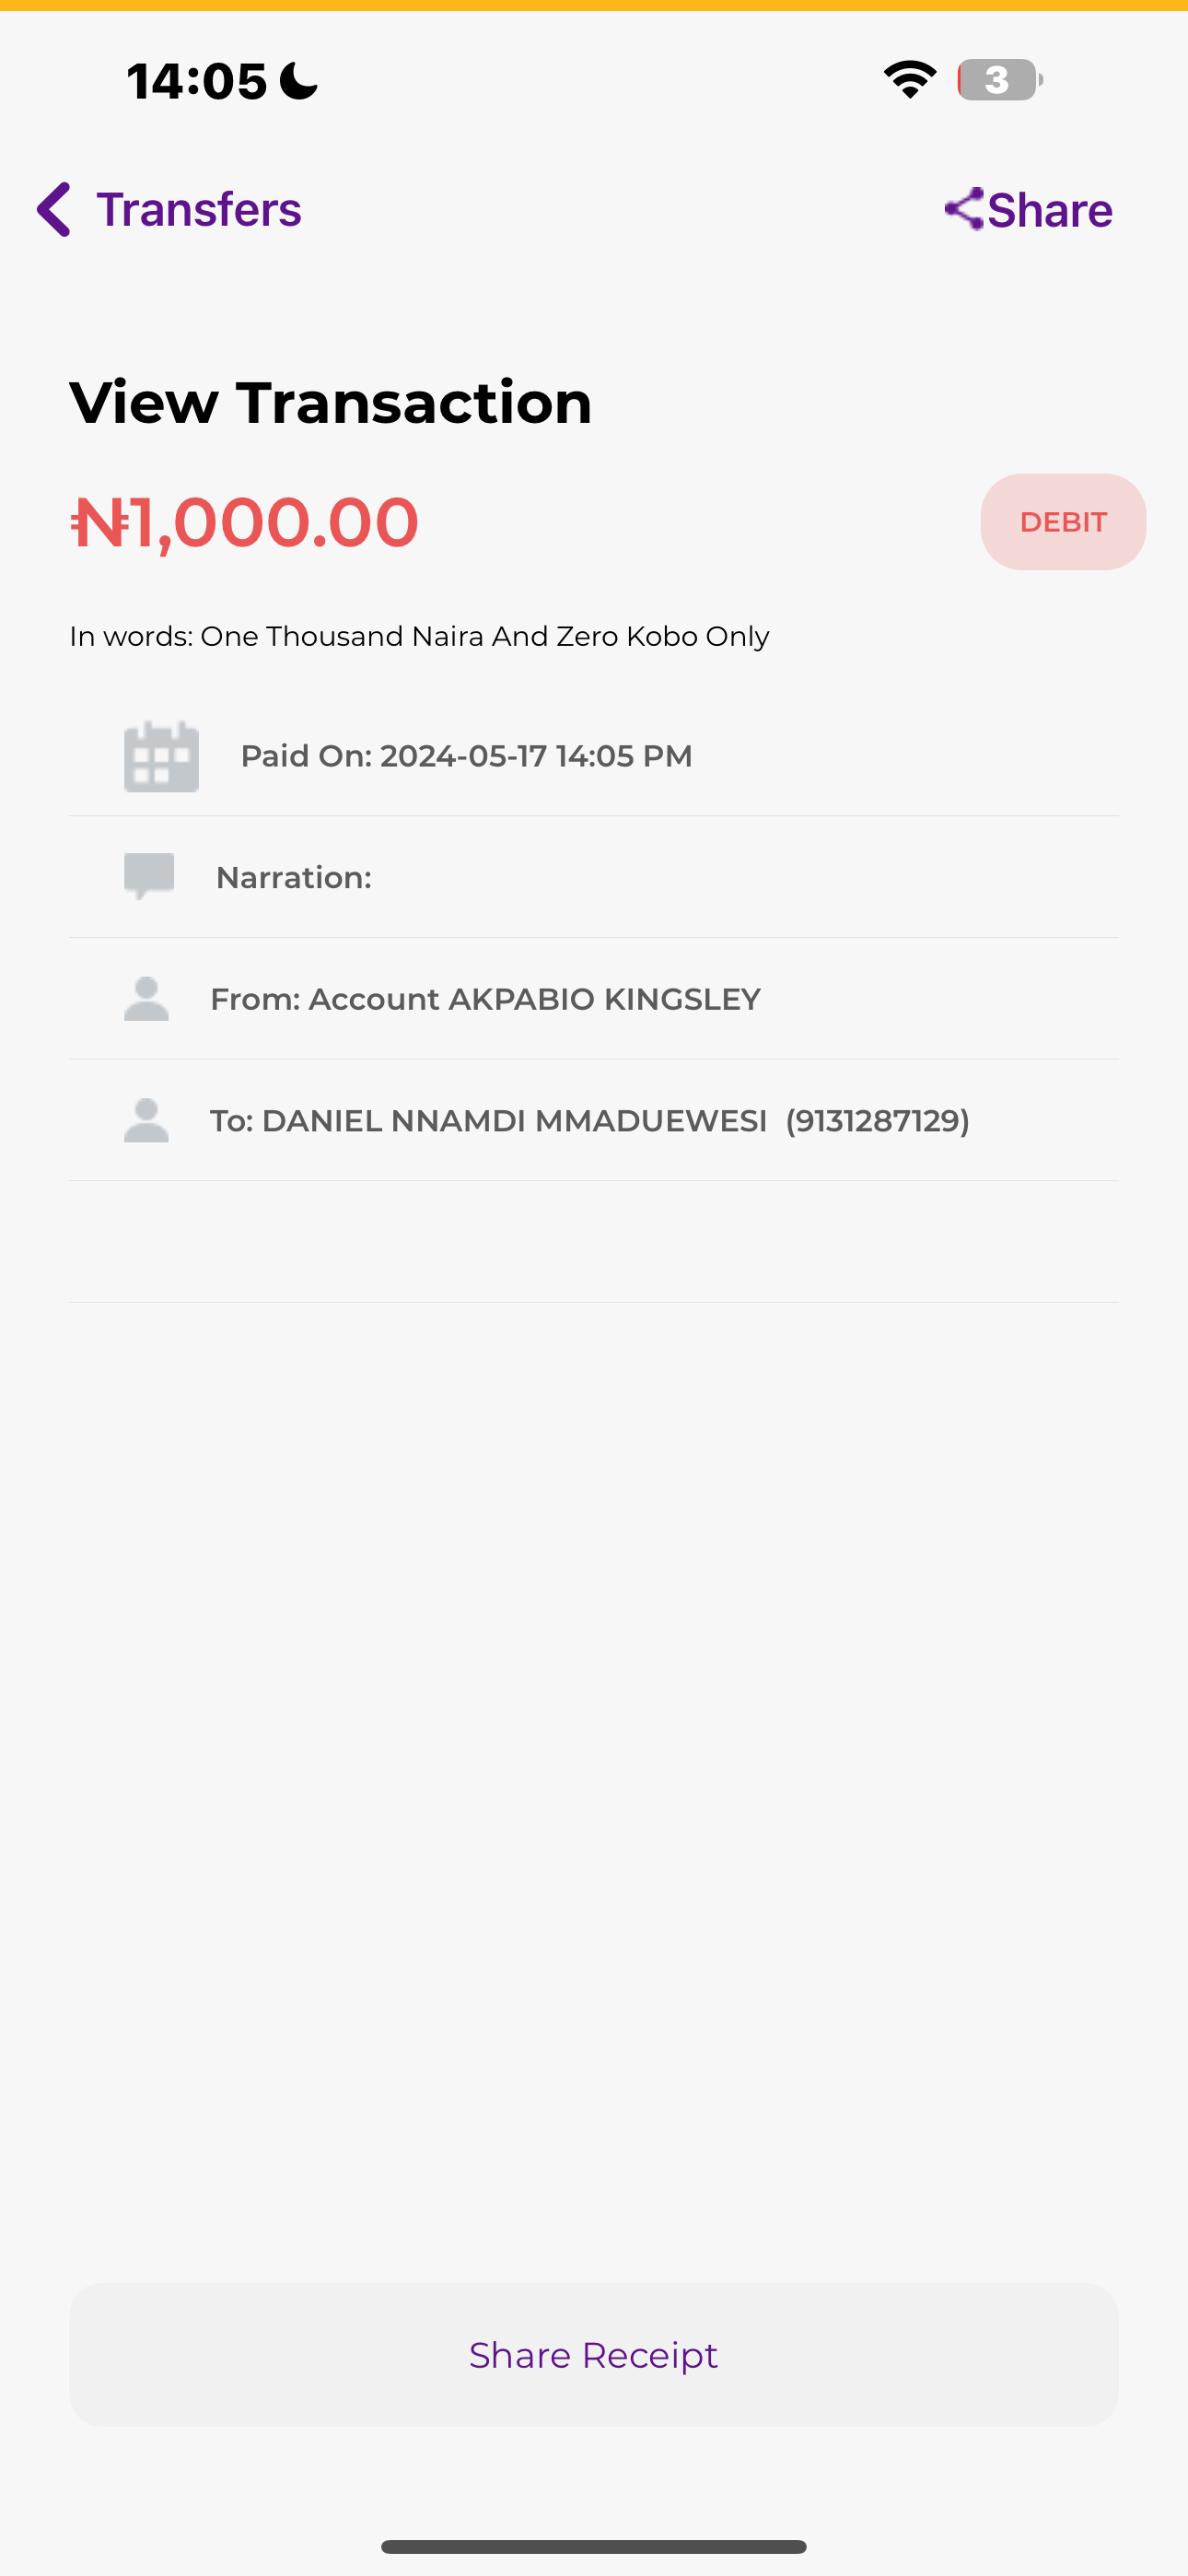 14:05
3
Transfers
Share
View Transaction
₦1,000.00
DEBIT
In words: One Thousand Naira And Zero Kobo Only
Paid On: 2024-05-17 14:05 PM
Narration:
From: Account AKPABIO KINGSLEY
To: DANIEL NNAMDI MMADUEWESI (9131287129)
Share Receipt